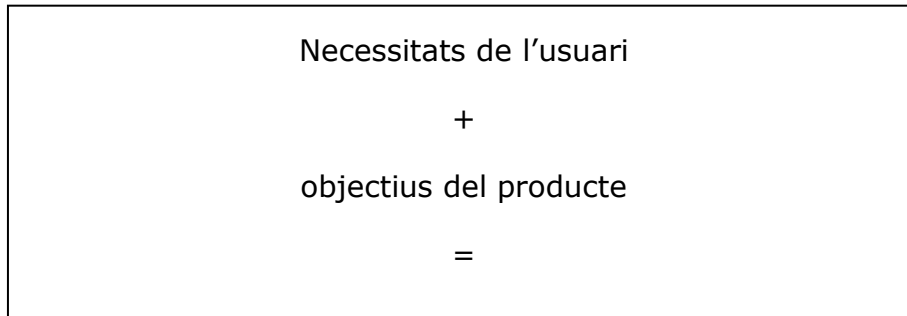 Necessitats de l’usuari
+
objectius del producte
=